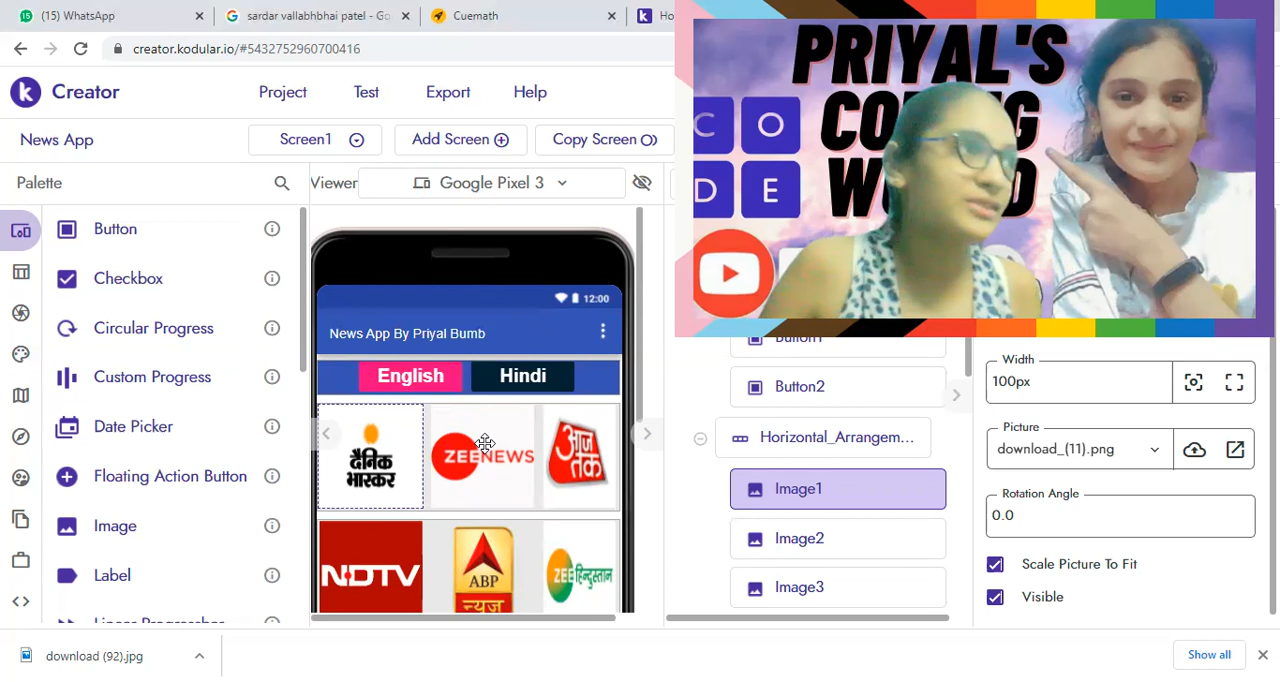 (15) WhatsApp
sardar vallabhbhai patel - Go
Cuemath
creator.kodular.io/#5432752960700416
Creator
Project
Test
Export
Help
News App
Screen1
Add Screen
Copy Screen
Palette
Viewer
Google Pixel 3
PRIYAL'S
C O
D E
Button
Checkbox
Circular Progress
Custom Progress
Date Picker
Floating Action Button
Image
Label
12:00
News App By Priyal Bumb
English
Hindi
दैनिक
भास्कर
ZEENEWS
आज
तक
NDTV
ABP
न्यूज़
ZEE हिन्दुस्तान
Button1
Button2
Horizontal_Arrangem...
Image1
Image2
Image3
Width
100px
Picture
download_(11).png
Rotation Angle
0.0
Scale Picture To Fit
Visible
download (92).jpg
Show all